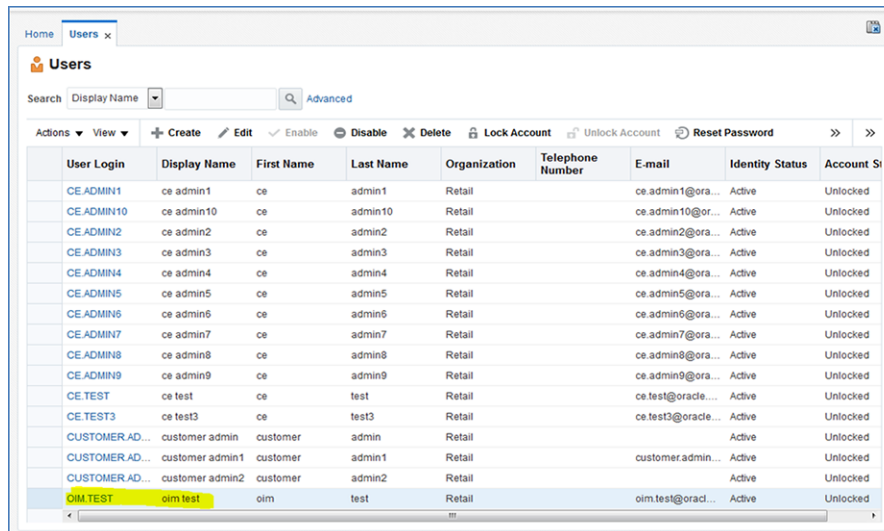 Home Users x
Users
Search Display Name Advanced
Actions View Create Edit Enable Disable Delete Lock Account Unlock Account Reset Password » »
User Login Display Name First Name Last Name Organization Telephone Number E-mail Identity Status Account St
CE.ADMIN1 ce admin1 ce admin1 Retail ce.admin1@ora... Active Unlocked
CE.ADMIN10 ce admin10 ce admin10 Retail ce.admin10@or... Active Unlocked
CE.ADMIN2 ce admin2 ce admin2 Retail ce.admin2@ora... Active Unlocked
CE.ADMIN3 ce admin3 ce admin3 Retail ce.admin3@ora... Active Unlocked
CE.ADMIN4 ce admin4 ce admin4 Retail ce.admin4@ora... Active Unlocked
CE.ADMIN5 ce admin5 ce admin5 Retail ce.admin5@ora... Active Unlocked
CE.ADMIN6 ce admin6 ce admin6 Retail ce.admin6@ora... Active Unlocked
CE.ADMIN7 ce admin7 ce admin7 Retail ce.admin7@ora... Active Unlocked
CE.ADMIN8 ce admin8 ce admin8 Retail ce.admin8@ora... Active Unlocked
CE.ADMIN9 ce admin9 ce admin9 Retail ce.admin9@ora... Active Unlocked
CE.TEST ce test ce test Retail ce.test@oracle.... Active Unlocked
CE.TEST3 ce test3 ce test3 Retail ce.test3@oracle... Active Unlocked
CUSTOMER.AD... customer admin customer admin Retail Active Unlocked
CUSTOMER.AD... customer admin1 customer admin1 Retail customer.admin... Active Unlocked
CUSTOMER.AD... customer admin2 customer admin2 Retail Active Unlocked
OIM.TEST oim test oim test Retail oim.test@oracl... Active Unlocked